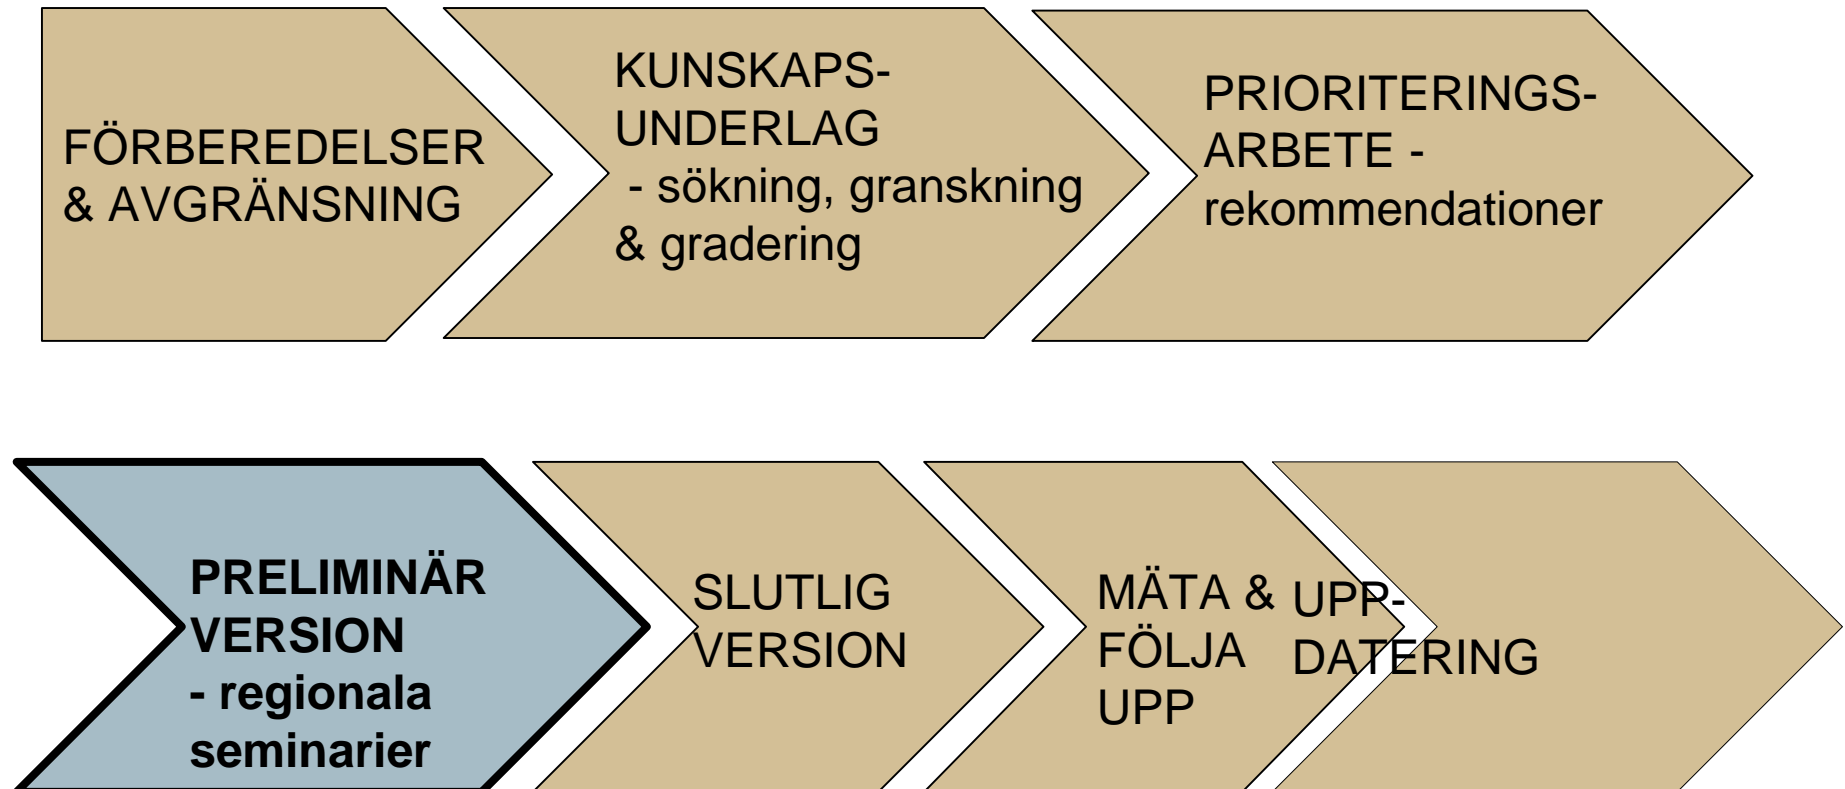 FÖRBEREDELSER
& AVGRÄNSNING
KUNSKAPS-
UNDERLAG
- sökning, granskning
& gradering
PRIORITERINGS-
ARBETE -
rekommendationer
PRELIMINÄR
VERSION
- regionala
seminarier
SLUTLIG
VERSION
MÄTA &
FÖLJA
UPP
UPP-
DATERING